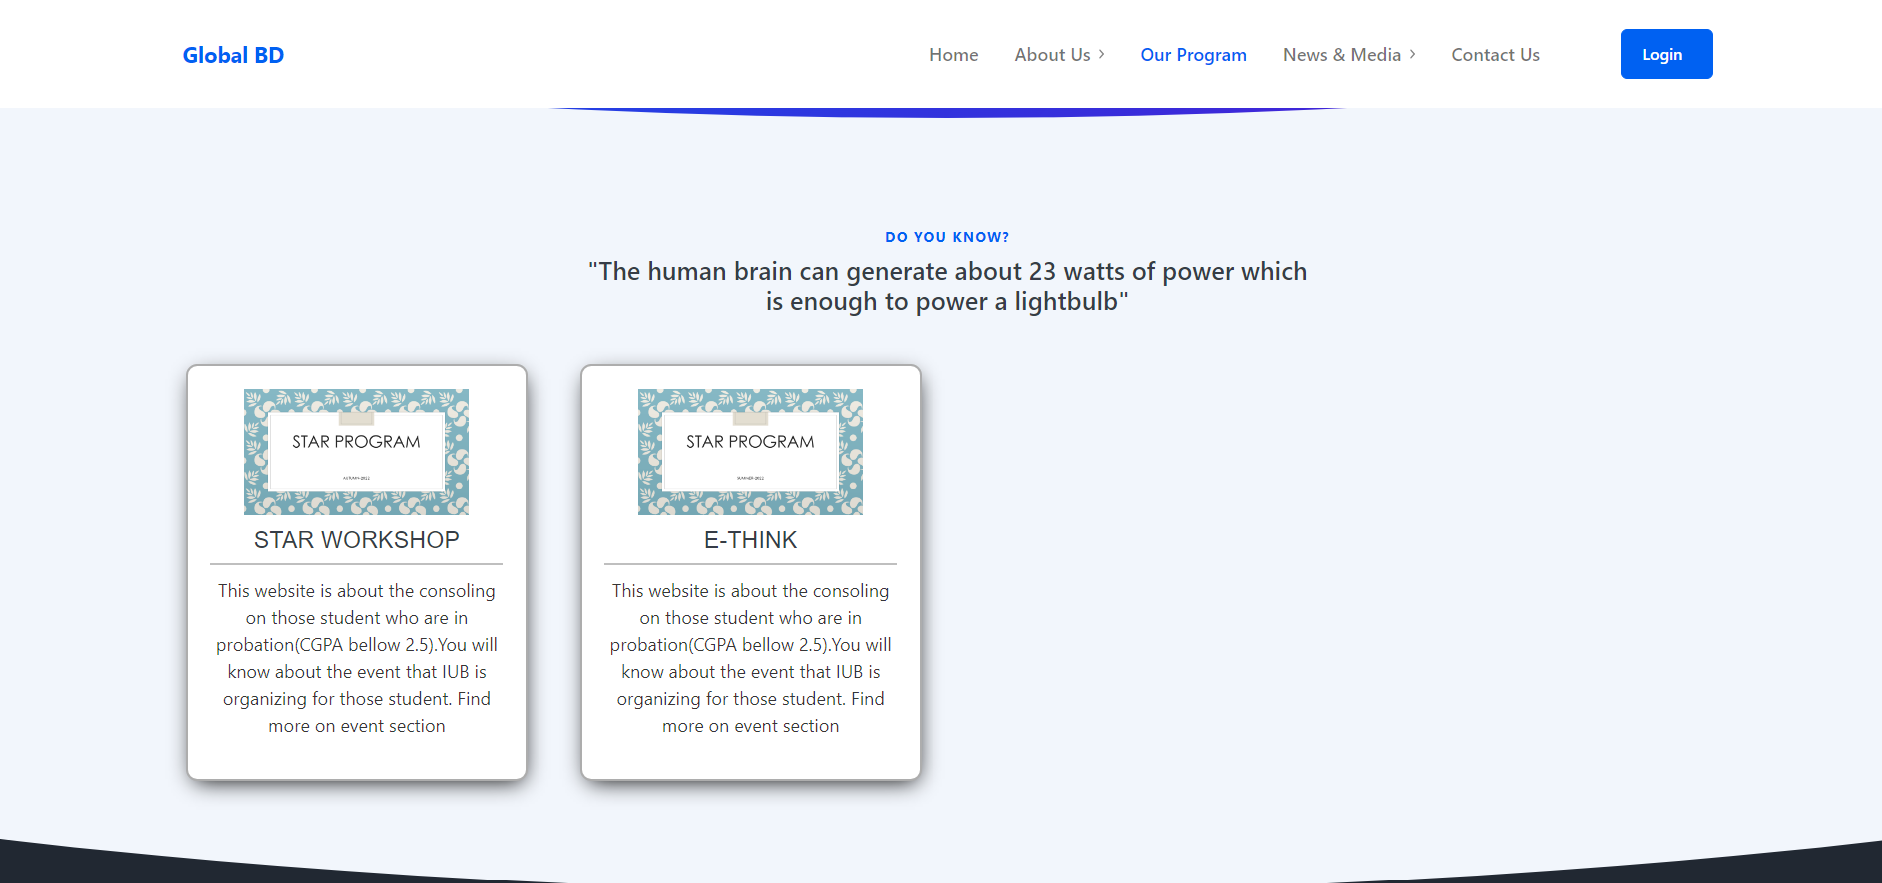 Global BD
Home
About Us
Our Program
News & Media
Contact Us
Login
DO YOU KNOW?
"The human brain can generate about 23 watts of power which
is enough to power a lightbulb"
STAR PROGRAM
AUTUMN-2022
STAR WORKSHOP
This website is about the consoling
on those student who are in
probation(CGPA bellow 2.5).You will
know about the event that IUB is
organizing for those student. Find
more on event section
STAR PROGRAM
SUMMER-2022
E-THINK
This website is about the consoling
on those student who are in
probation(CGPA bellow 2.5).You will
know about the event that IUB is
organizing for those student. Find
more on event section